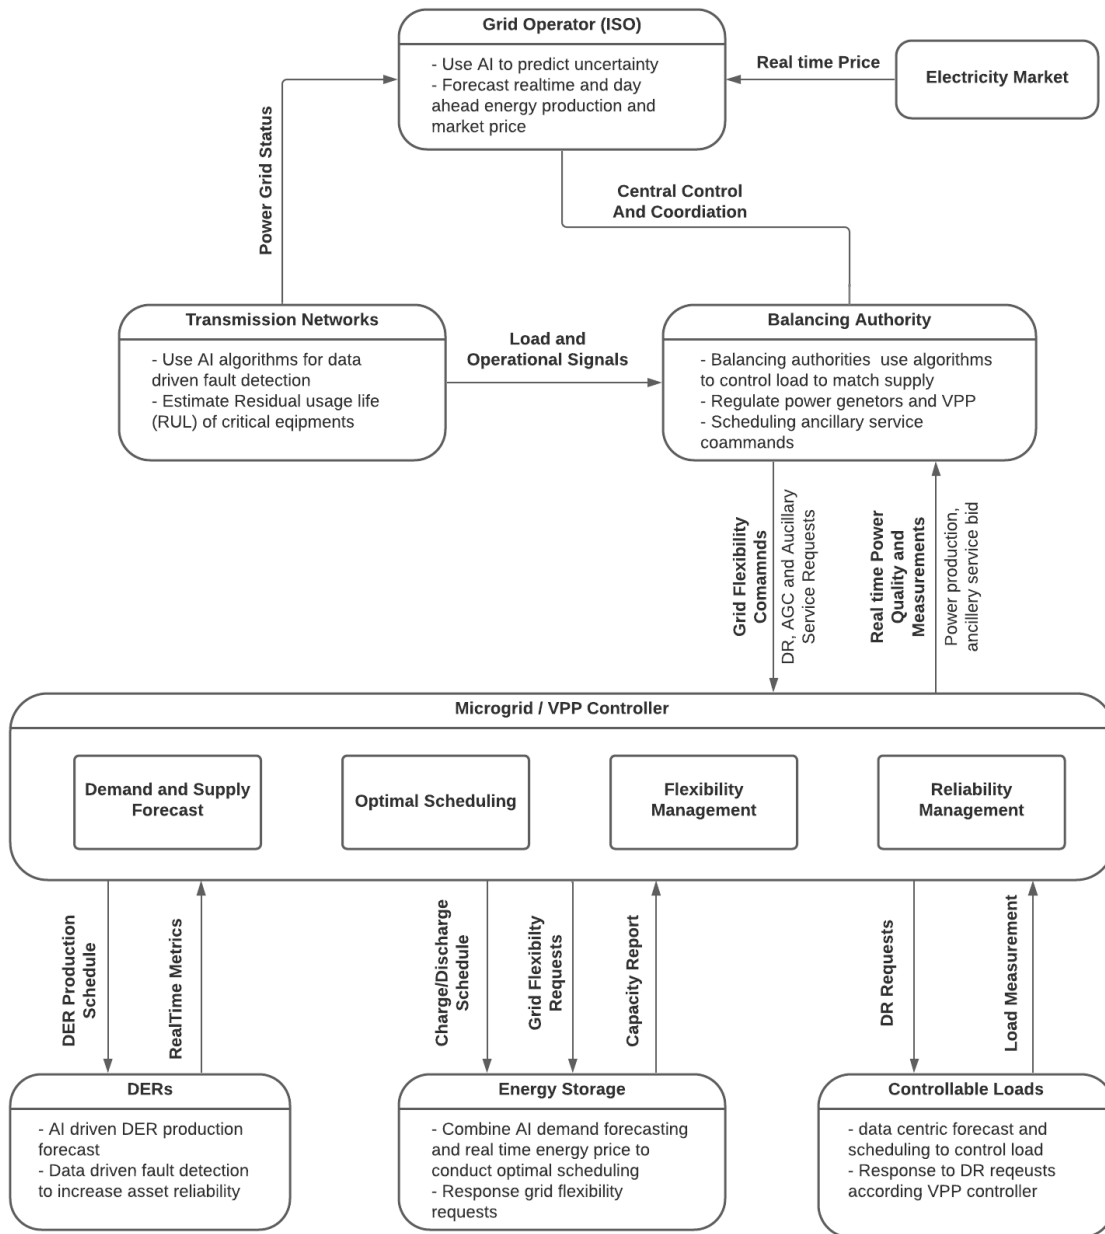 Grid Operator (ISO)
- Use AI to predict uncertainty
- Forecast realtime and day
ahead energy production and
market price
Real time Price
Electricity Market
Power Grid Status
Central Control
And Coordiation
Transmission Networks
- Use AI algorithms for data
driven fault detection
- Estimate Residual usage life
(RUL) of critical eqipments
Load and
Operational Signals
Balancing Authority
- Balancing authorities  use algorithms
to control load to match supply
- Regulate power genetors and VPP
- Scheduling ancillary service
coammands
Grid Flexibility
Comamnds
DR, AGC and Aucillary
Service Requests
Real time Power
Quality and
Measurements
Power production,
ancillery service bid
Microgrid / VPP Controller
Demand and Supply
Forecast
Optimal Scheduling
Flexibility
Management
Reliability
Management
DER Production
Schedule
RealTime Metrics
Charge/Discharge
Schedule
Grid Flexibilty
Requests
Capacity Report
DR Requests
Load Measurement
DERs
- AI driven DER production
forecast
- Data driven fault detection
to increase asset reliability
Energy Storage
- Combine AI demand forecasting
and real time energy price to
conduct optimal scheduling
- Response grid flexibility
requests
Controllable Loads
- data centric forecast and
scheduling to control load
- Response to DR reqeusts
according VPP controller